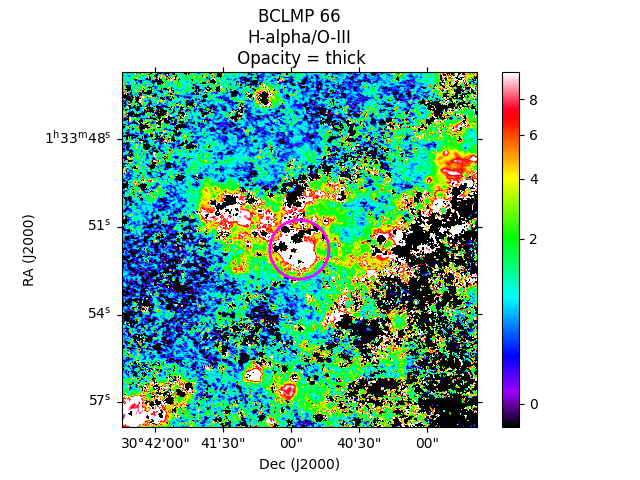 BCLMP 66
H-alpha/O-III
Opacity = thick
1ʰ33ᵐ48ˢ
51ˢ
54ˢ
57ˢ
RA (J2000)
30°42'00" 41'30" 00" 40'30" 00"
Dec (J2000)
8
6
4
2
0